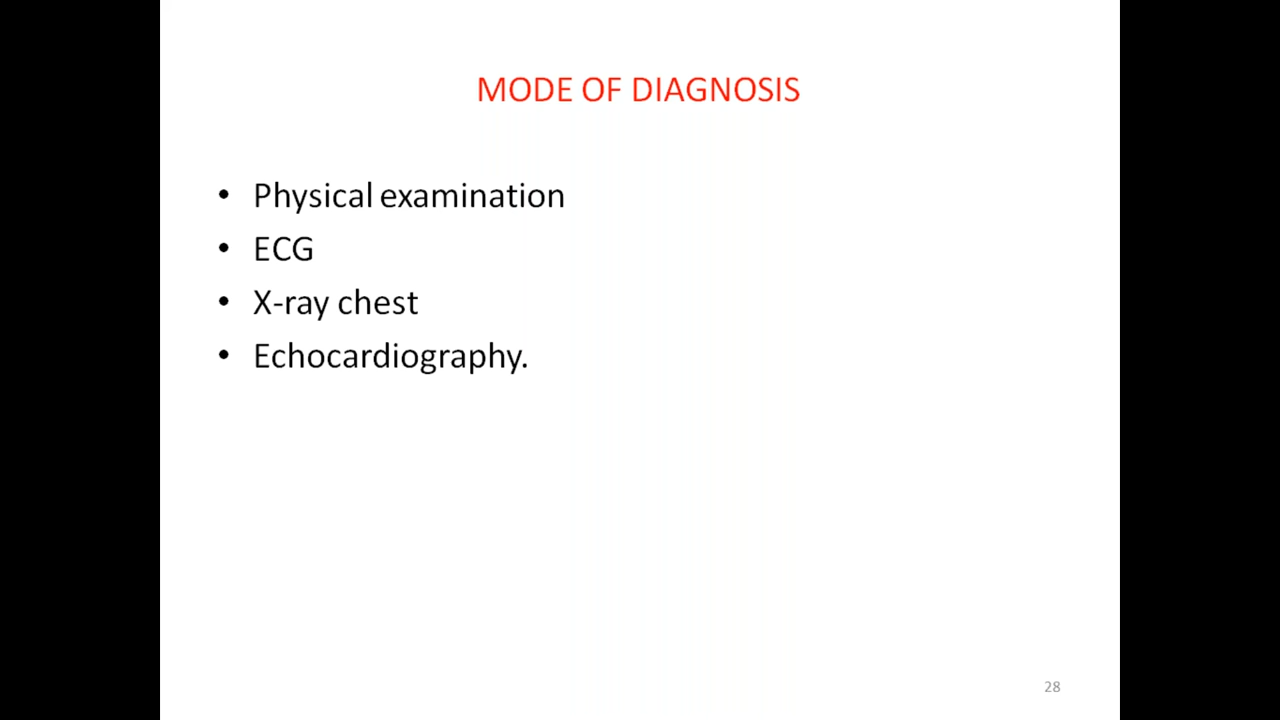 MODE OF DIAGNOSIS
• Physical examination
• ECG
• X-ray chest
• Echocardiography.
28